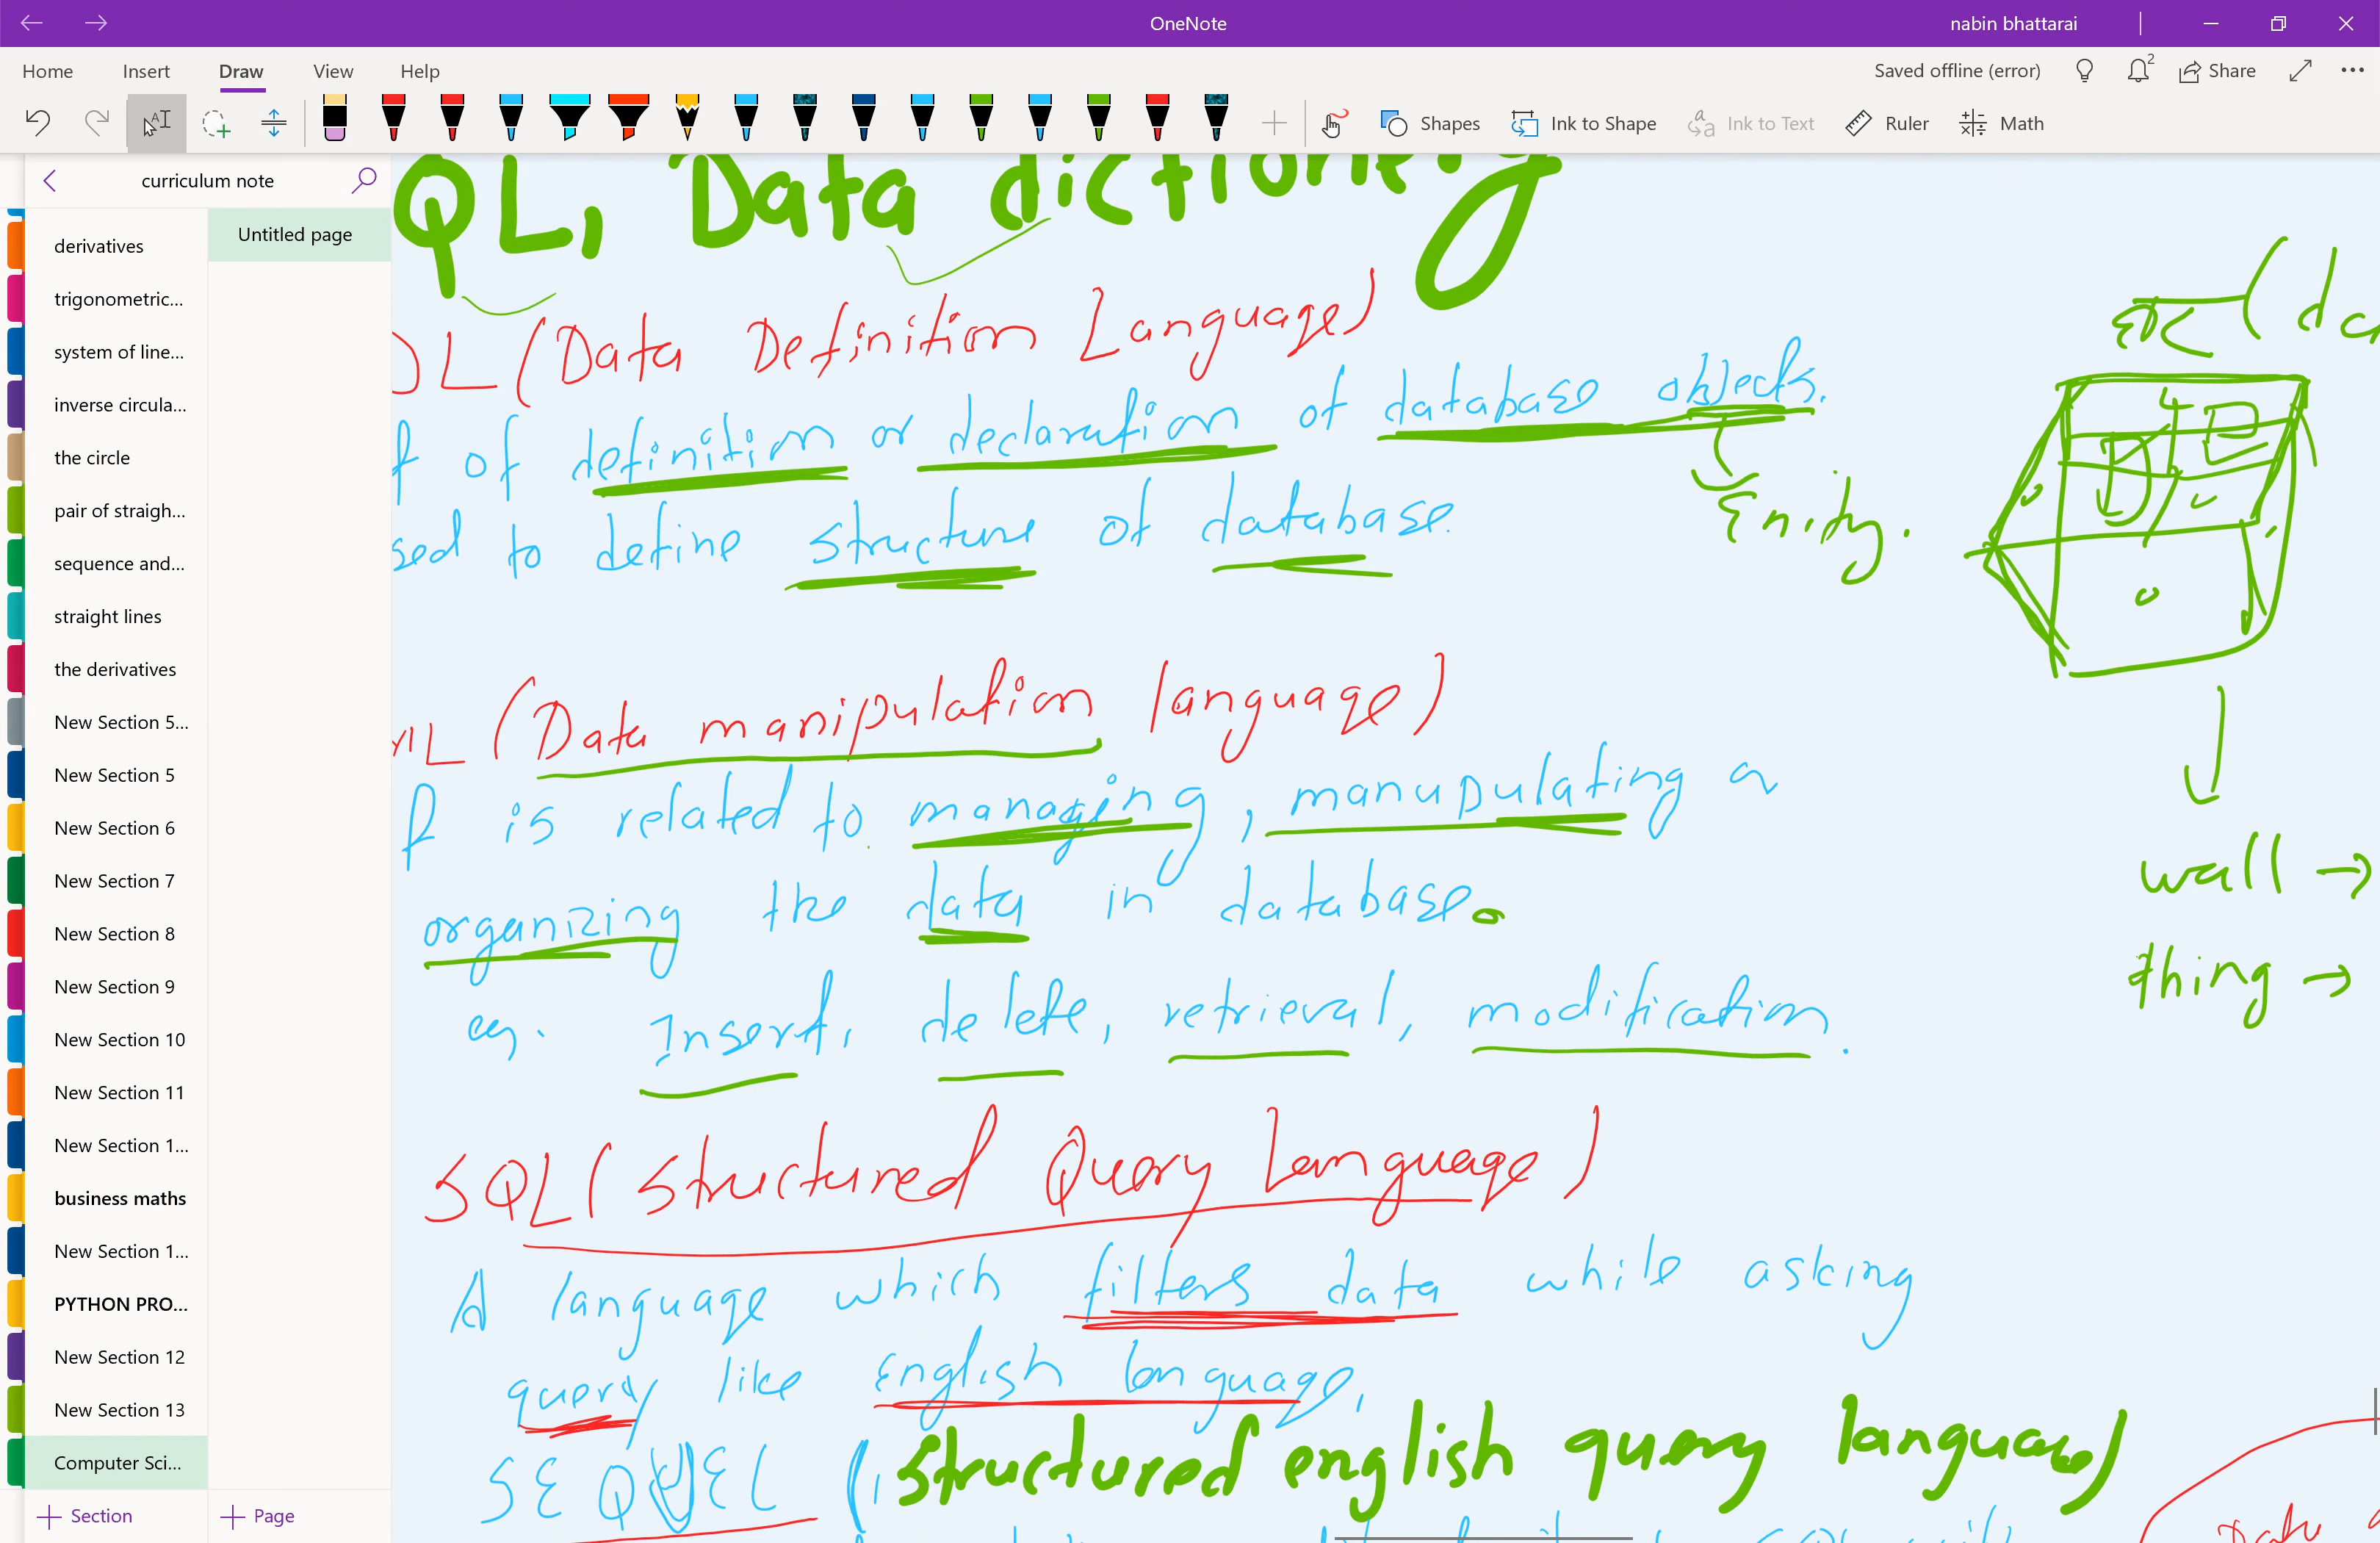 OneNote
nabin bhattarai
Home Insert Draw View Help
Saved offline (error) 2 Share
Shapes Ink to Shape Ink to Text Ruler Math
curriculum note
Untitled page
derivatives
trigonometric...
system of line...
inverse circula...
the circle
pair of straigh...
sequence and...
straight lines
the derivatives
New Section 5...
New Section 5
New Section 6
New Section 7
New Section 8
New Section 9
New Section 10
New Section 11
New Section 1...
business maths
New Section 1...
PYTHON PRO...
New Section 12
New Section 13
Computer Sci...
Section
Page
QL, Data dictionery
DL (Data Definition Language)
of definition or declaration of database objects.
Enity.
sed to define structure of database.
ML (Data manipulation language)
is related to managing, manupulating
organizing the data in database.
eg. Insert, delete, retrieval, modification.
SQL (Structured Query Language)
A language which filters data while asking
query like English language.
SEQUEL (structured english query language)
wall →
thing →